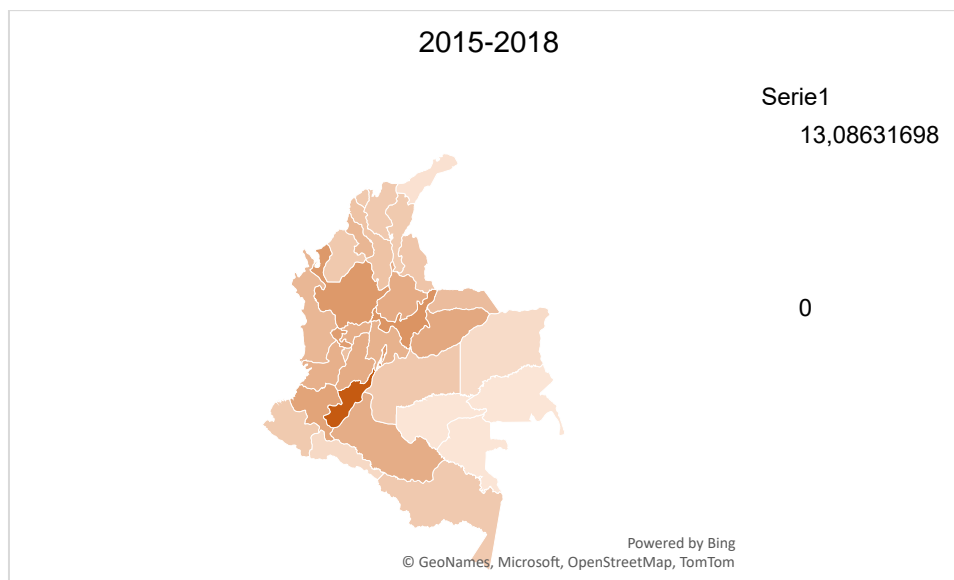 2015-2018
Serie1
13,08631698
0
Powered by Bing
© GeoNames, Microsoft, OpenStreetMap, TomTom